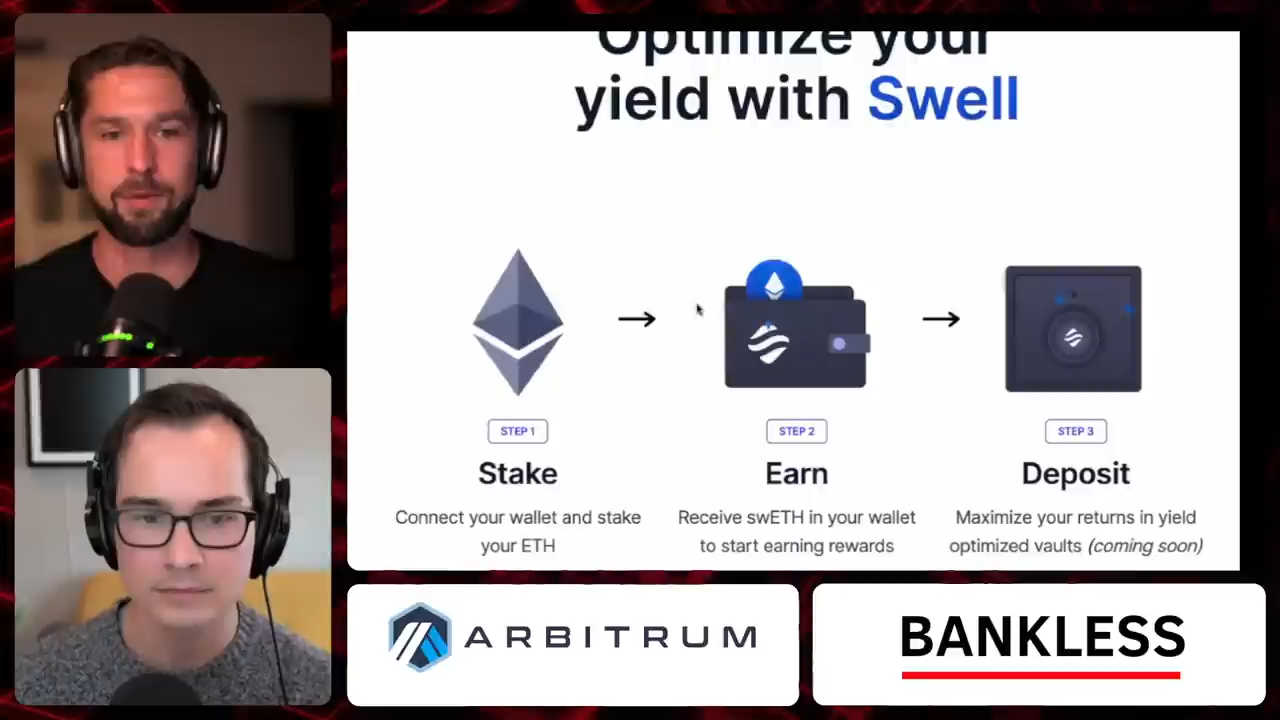 Optimize your
yield with Swell
STEP 1
Stake
Connect your wallet and stake
your ETH
STEP 2
Earn
Receive swETH in your wallet
to start earning rewards
STEP 3
Deposit
Maximize your returns in yield
optimized vaults (coming soon)
ARBITRUM
BANKLESS